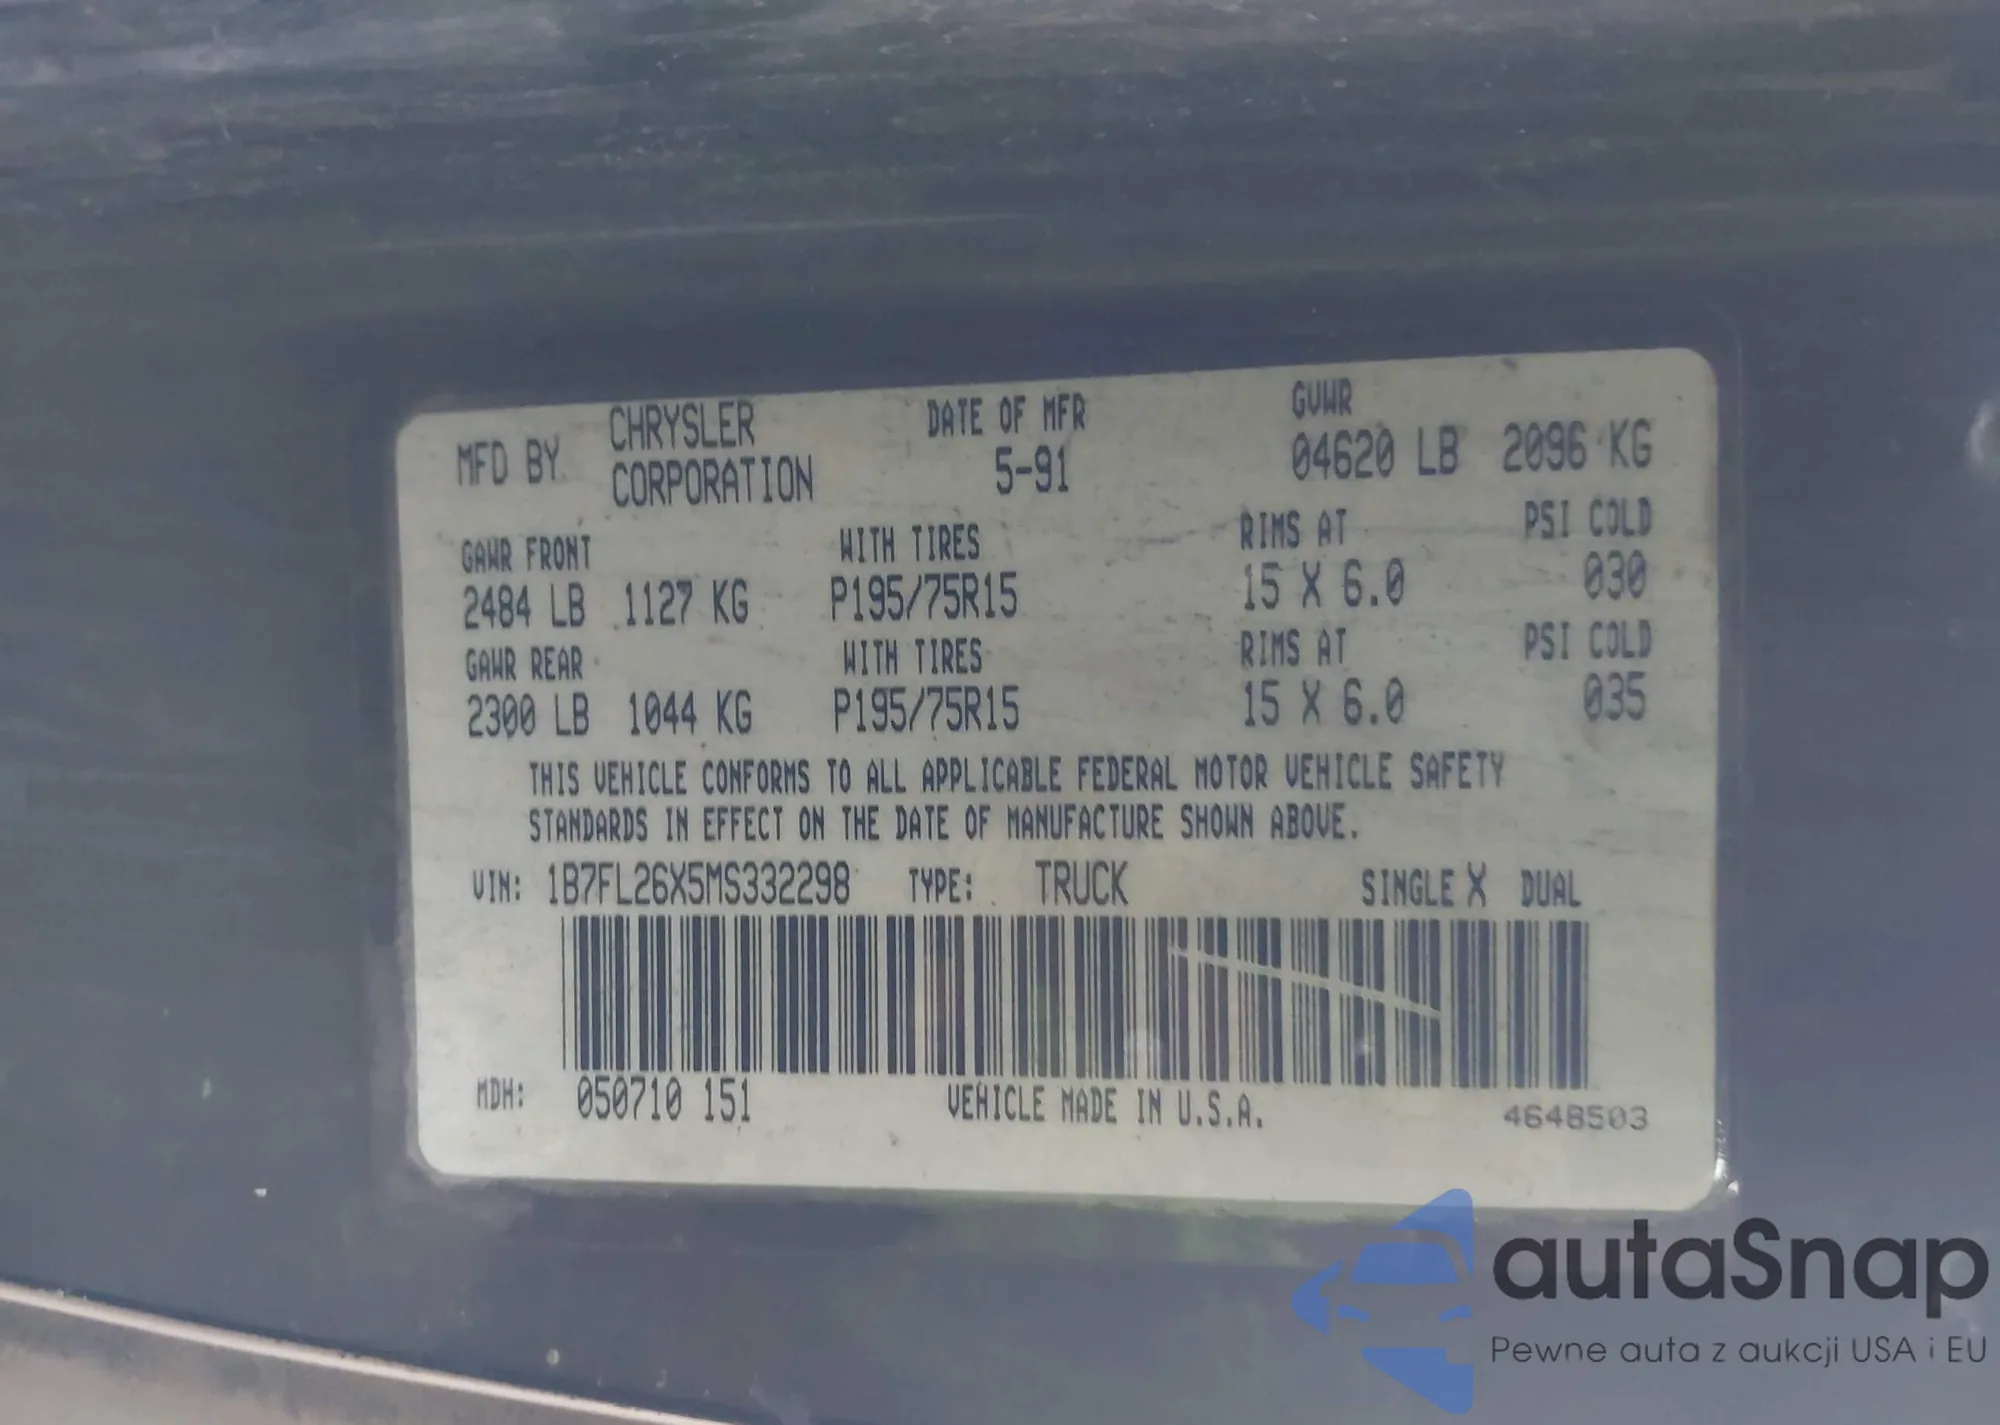 MFD BY. CHRYSLER CORPORATION DATE OF MFR 5-91 GVWR 04620 LB 2096 KG
GAWR FRONT WITH TIRES RIMS AT PSI COLD
2484 LB 1127 KG P195/75R15 15 X 6.0 030
GAWR REAR WITH TIRES RIMS AT PSI COLD
2300 LB 1044 KG P195/75R15 15 X 6.0 035
THIS VEHICLE CONFORMS TO ALL APPLICABLE FEDERAL MOTOR VEHICLE SAFETY
STANDARDS IN EFFECT ON THE DATE OF MANUFACTURE SHOWN ABOVE.
VIN: 1B7FL26X5MS332298 TYPE: TRUCK SINGLE X DUAL
MDH: 050710 151 VEHICLE MADE IN U.S.A. 4648503
autaSnap
Pewne auta z aukcji USA i EU